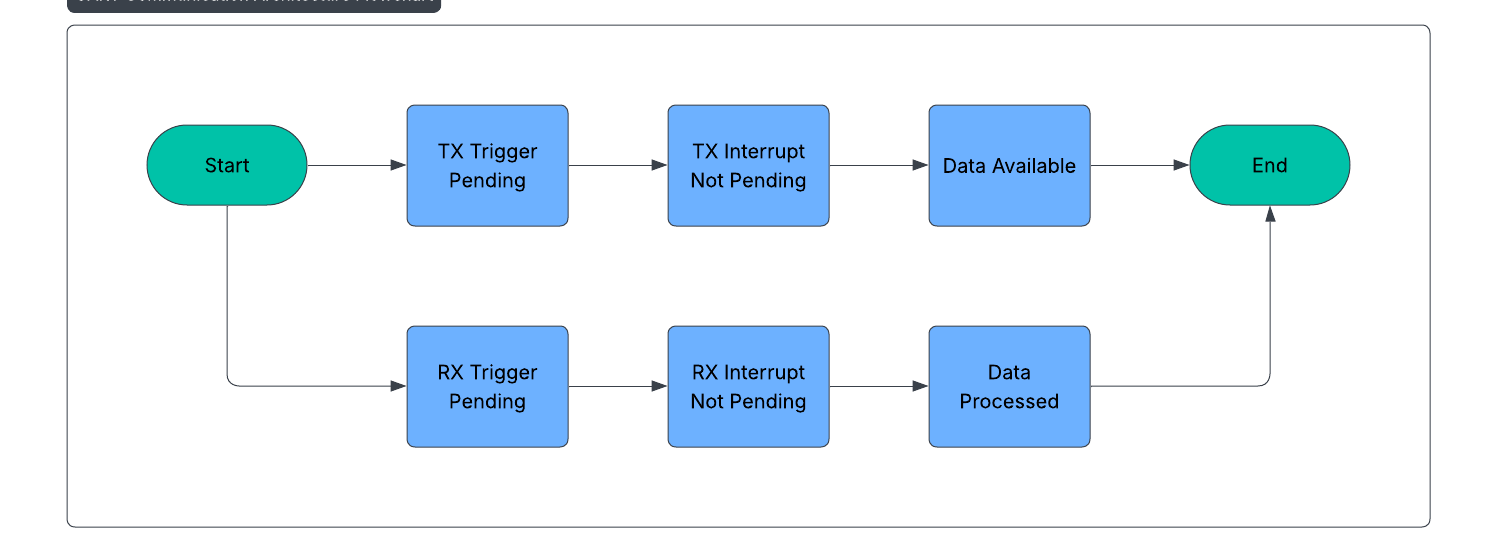 Start
TX Trigger
Pending
TX Interrupt
Not Pending
Data Available
End
RX Trigger
Pending
RX Interrupt
Not Pending
Data
Processed